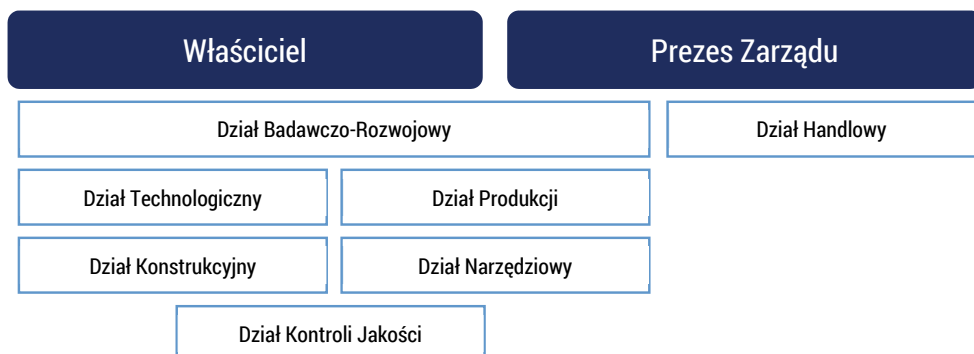 Właściciel
Prezes Zarządu
Dział Badawczo-Rozwojowy
Dział Handlowy
Dział Technologiczny
Dział Produkcji
Dział Konstrukcyjny
Dział Narzędziowy
Dział Kontroli Jakości